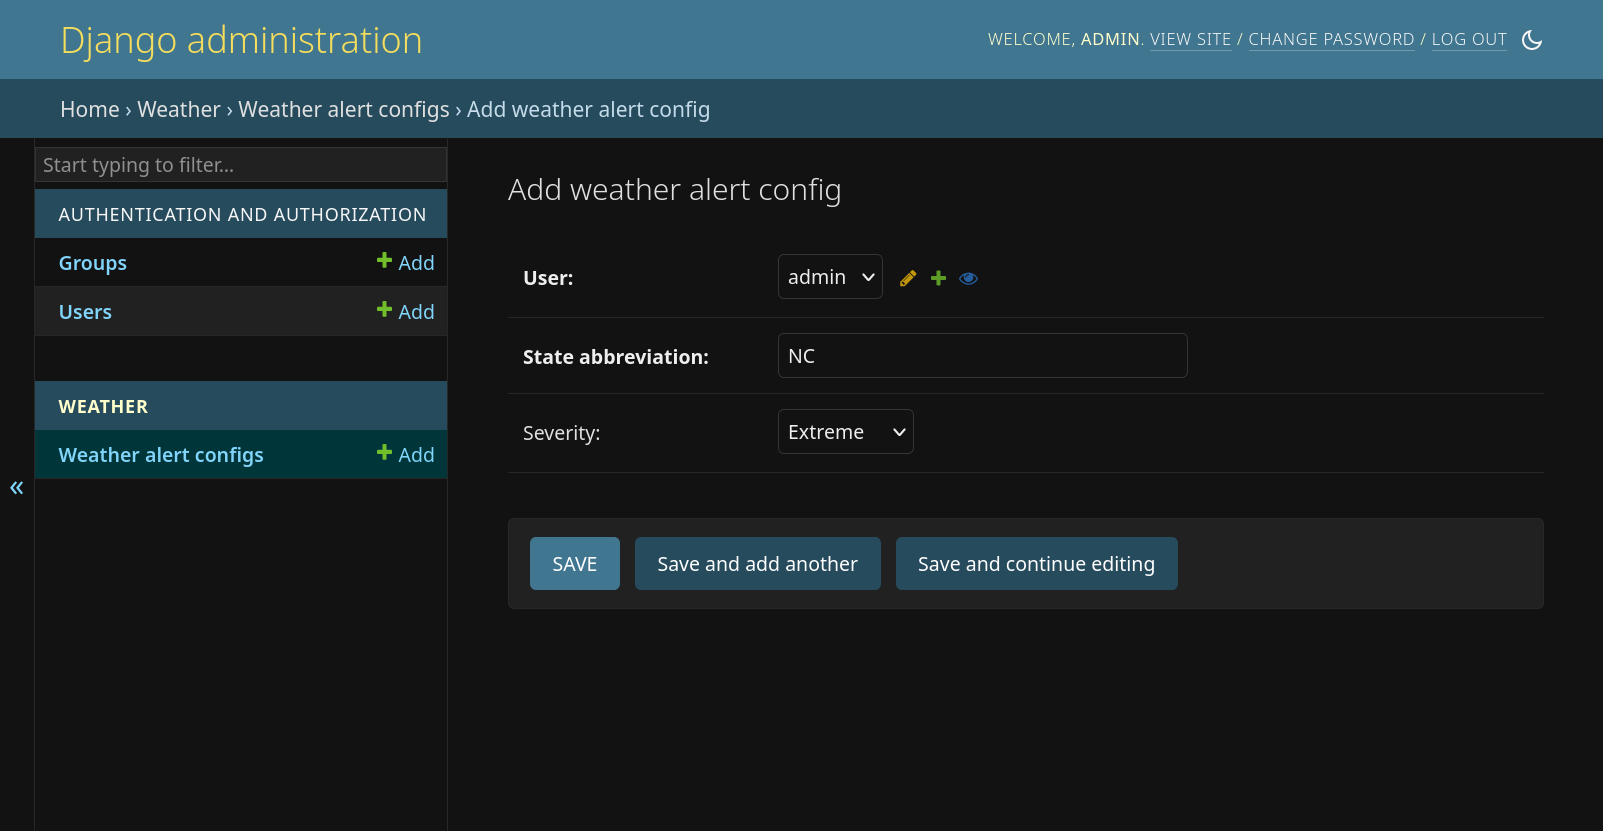 Django administration
WELCOME, ADMIN. VIEW SITE / CHANGE PASSWORD / LOG OUT
Home › Weather › Weather alert configs › Add weather alert config
Start typing to filter...
AUTHENTICATION AND AUTHORIZATION
Groups Add
Users Add
WEATHER
Weather alert configs Add
«
Add weather alert config
User: admin
State abbreviation: NC
Severity: Extreme
SAVE Save and add another Save and continue editing